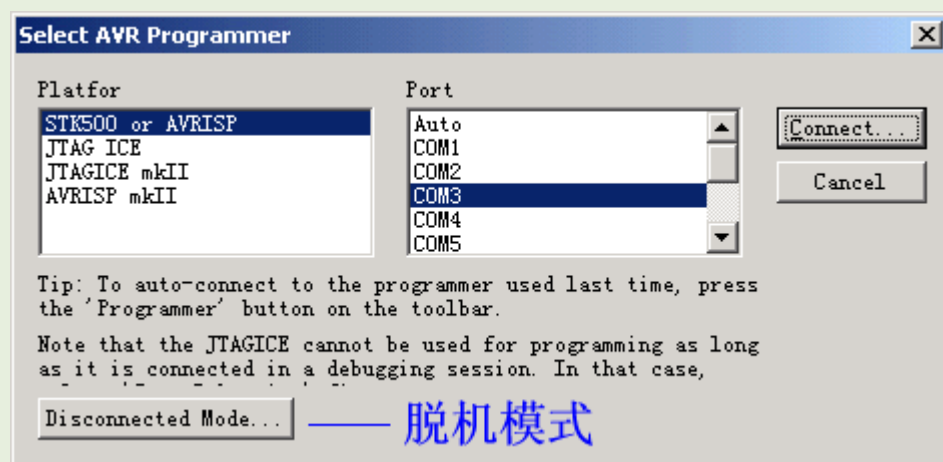 Select AVR Programmer
Platfor
Port
STK500 or AVRISP
JTAG ICE
JTAGICE mkII
AVRISP mkII
Auto
COM1
COM2
COM3
COM4
COM5
Connect...
Cancel
Tip: To auto-connect to the programmer used last time, press
the 'Programmer' button on the toolbar.
Note that the JTAGICE cannot be used for programming as long
as it is connected in a debugging session. In that case,
Disconnected Mode...
脱机模式